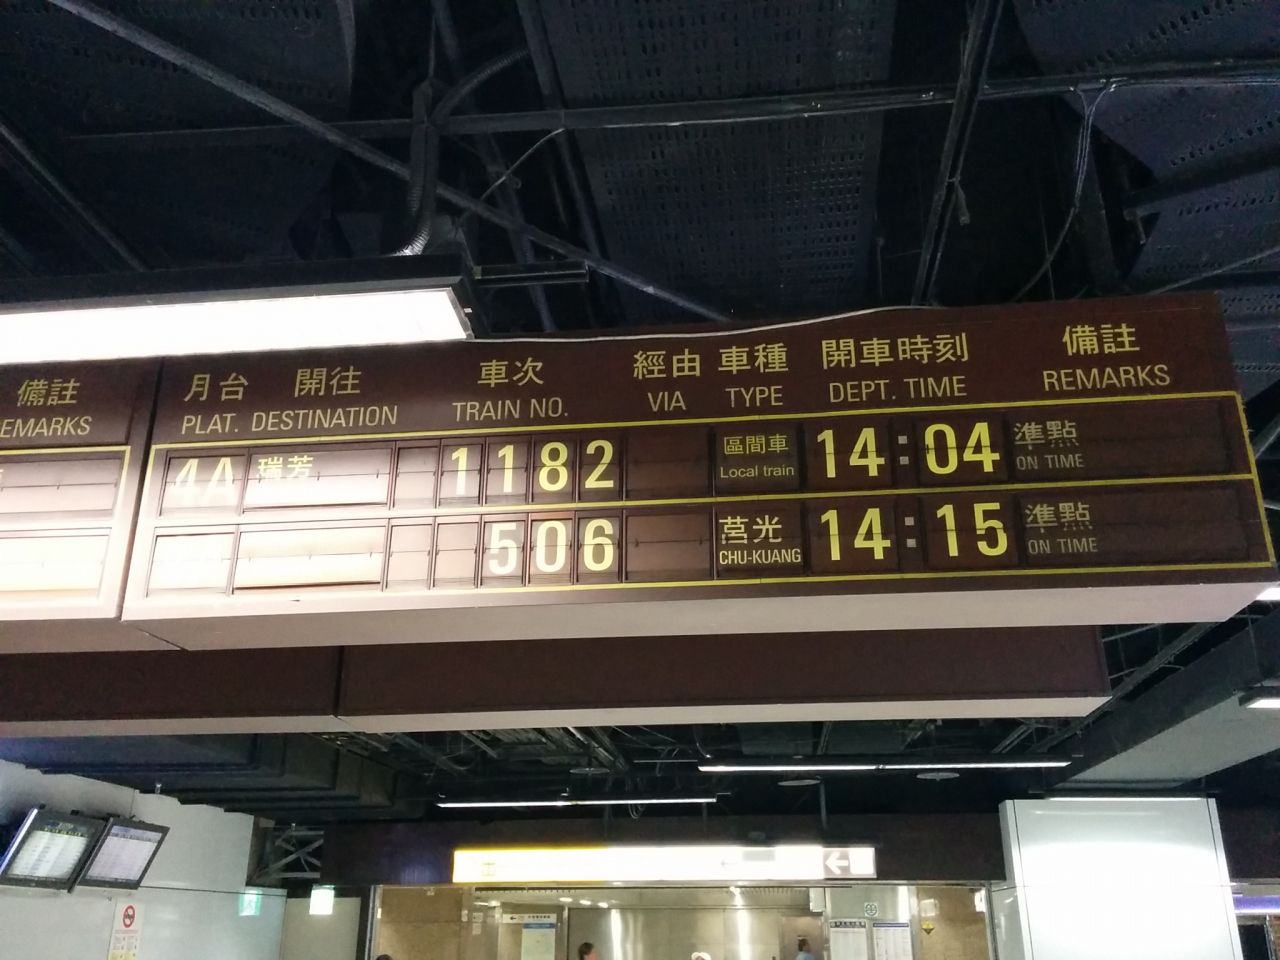 備註
EMARKS
月台 開往 車次 經由 車種 開車時刻 備註
PLAT. DESTINATION TRAIN NO. VIA TYPE DEPT. TIME REMARKS
4A 瑞芳 1182 區間車 Local train 14:04 準點 ON TIME
506 莒光 CHU-KUANG 14:15 準點 ON TIME